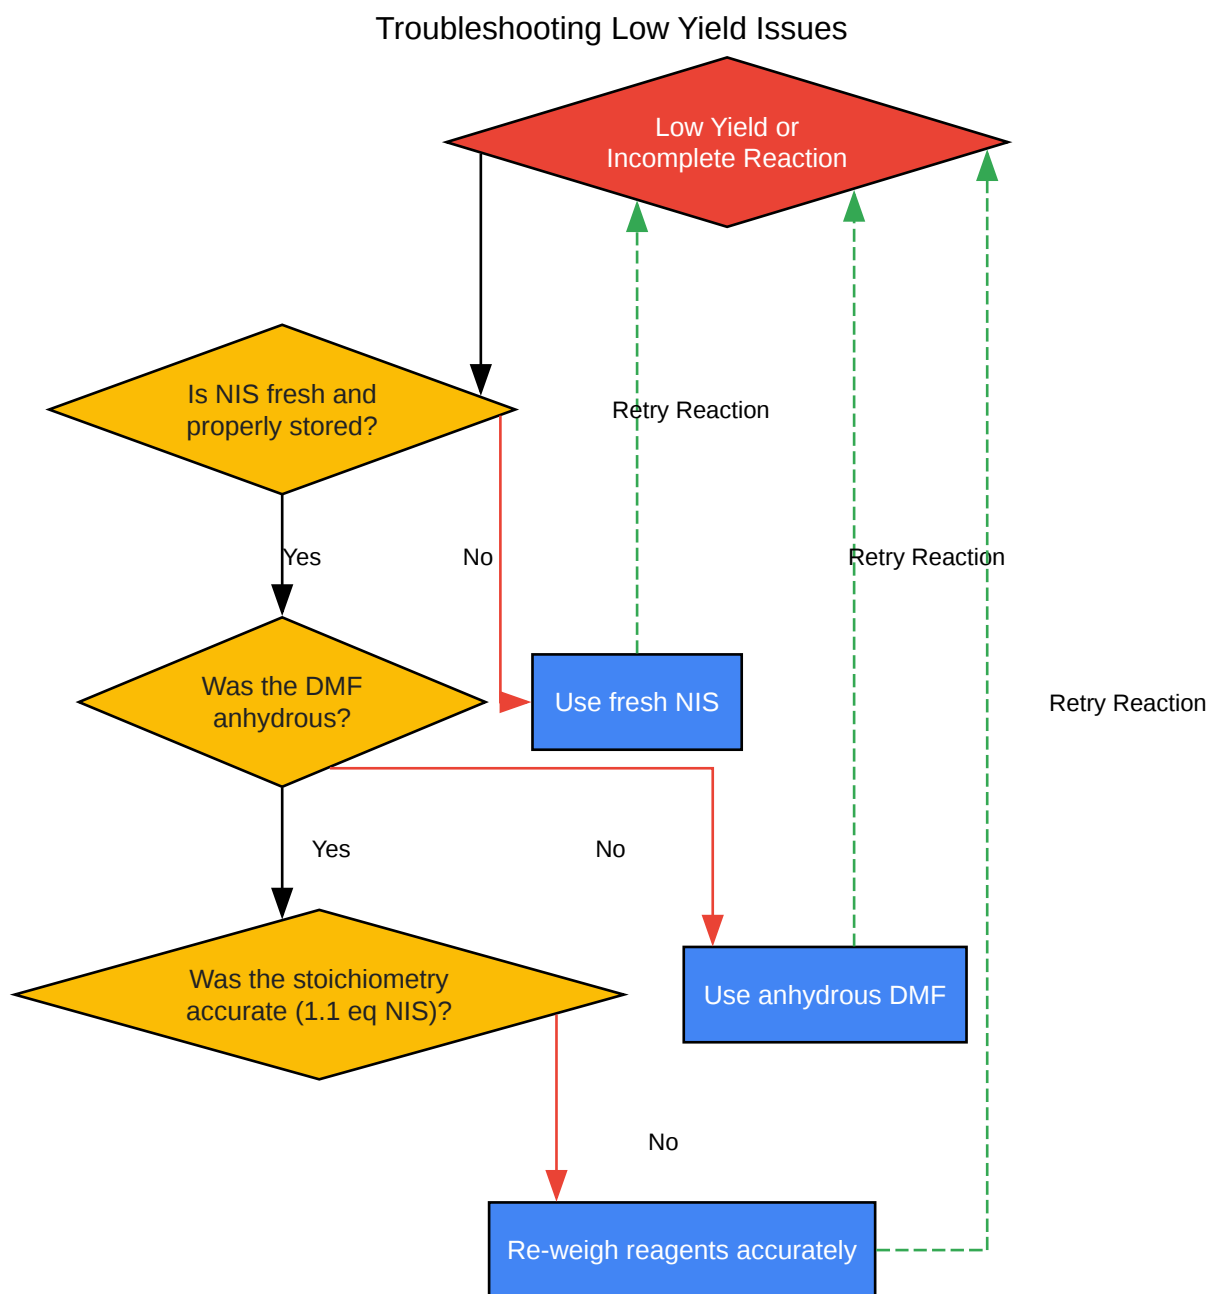 Troubleshooting Low Yield Issues
Low Yield or
Incomplete Reaction
Is NIS fresh and
properly stored?
Retry Reaction
Yes
No
Retry Reaction
Was the DMF
anhydrous?
Use fresh NIS
Retry Reaction
Yes
No
Was the stoichiometry
accurate (1.1 eq NIS)?
Use anhydrous DMF
No
Re-weigh reagents accurately